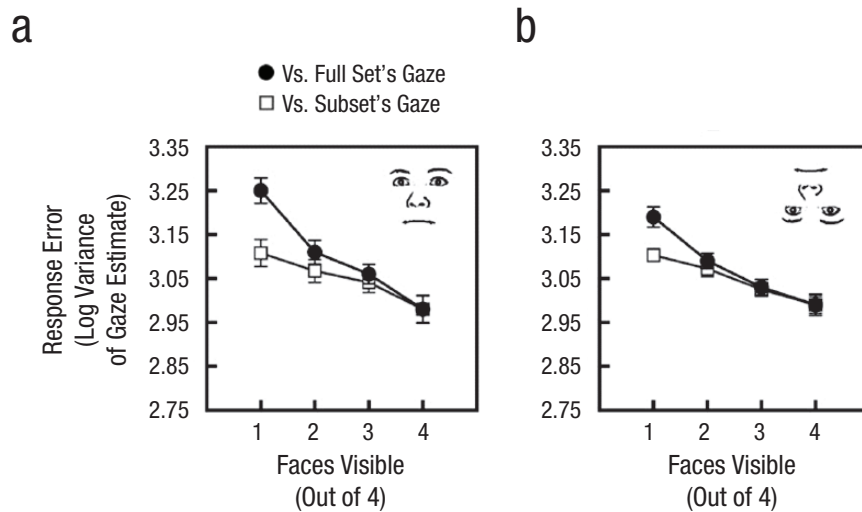 a
b
Vs. Full Set's Gaze
Vs. Subset's Gaze
Response Error
(Log Variance
of Gaze Estimate)
3.35
3.25
3.15
3.05
2.95
2.85
2.75
1 2 3 4
Faces Visible
(Out of 4)
3.35
3.25
3.15
3.05
2.95
2.85
2.75
1 2 3 4
Faces Visible
(Out of 4)